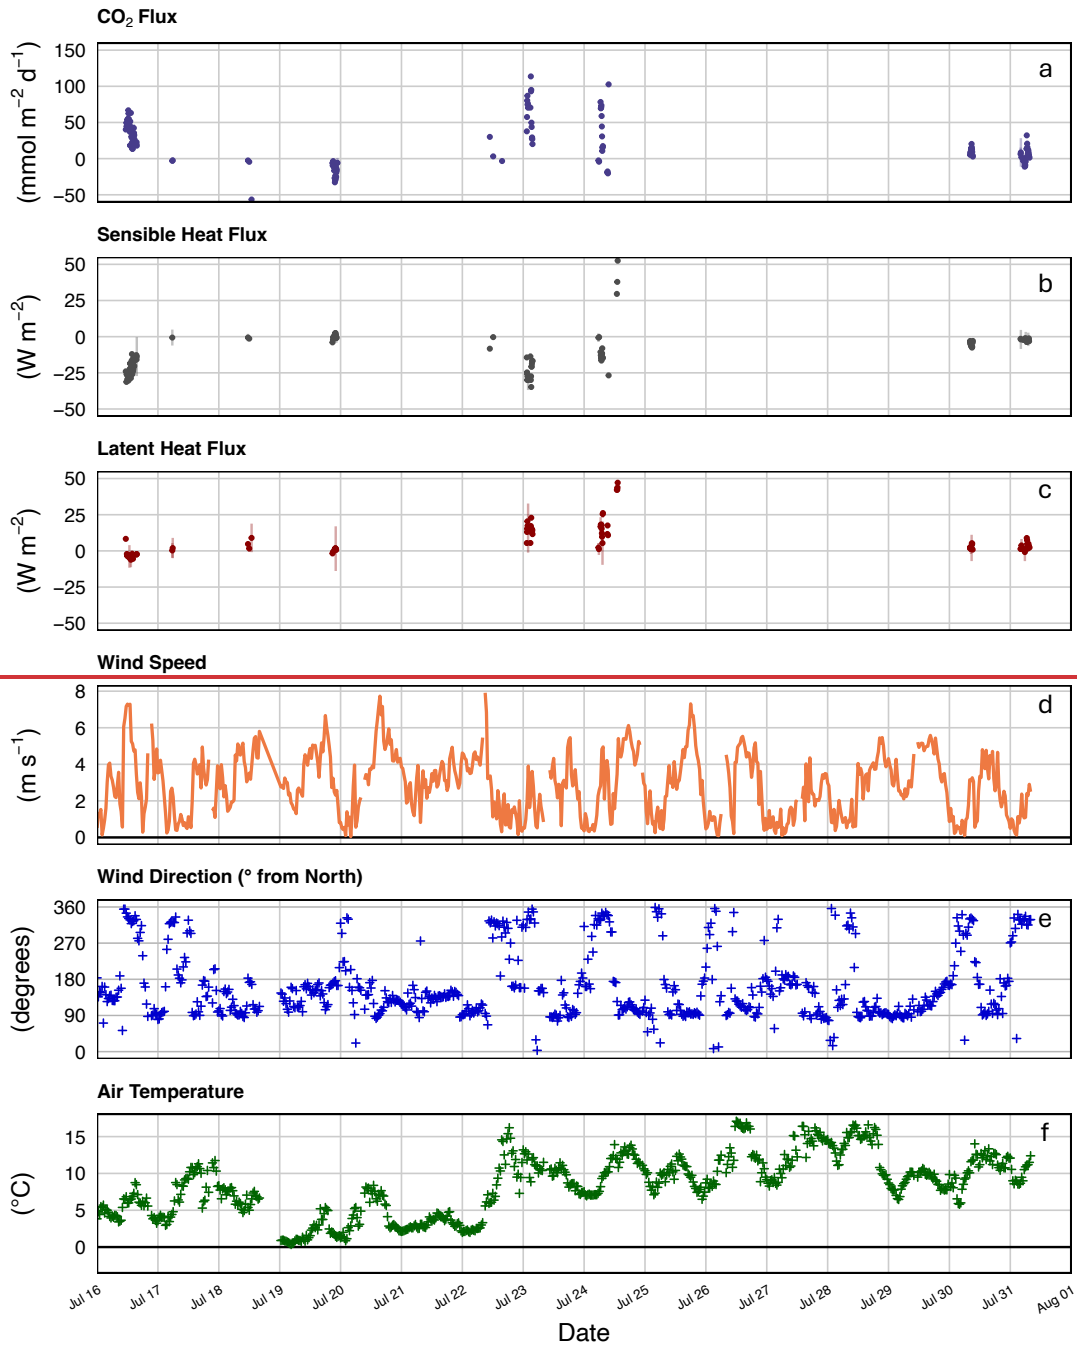 CO₂ Flux
(mmol m⁻² d⁻¹)
150
100
50
0
−50
a
Sensible Heat Flux
(W m⁻²)
50
25
0
−25
−50
b
Latent Heat Flux
(W m⁻²)
50
25
0
−25
−50
c
Wind Speed
(m s⁻¹)
8
6
4
2
0
d
Wind Direction (° from North)
(degrees)
360
270
180
90
0
e
Air Temperature
(°C)
15
10
5
0
f
Jul 16
Jul 17
Jul 18
Jul 19
Jul 20
Jul 21
Jul 22
Jul 23
Jul 24
Jul 25
Jul 26
Jul 27
Jul 28
Jul 29
Jul 30
Jul 31
Aug 01
Date